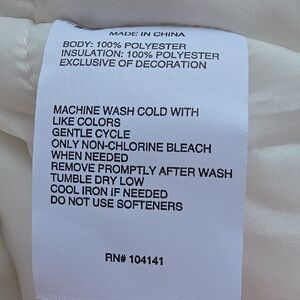 MADE IN CHINA
BODY: 100% POLYESTER
INSULATION: 100% POLYESTER
EXCLUSIVE OF DECORATION
MACHINE WASH COLD WITH
LIKE COLORS
GENTLE CYCLE
ONLY NON-CHLORINE BLEACH
WHEN NEEDED
REMOVE PROMPTLY AFTER WASH
TUMBLE DRY LOW
COOL IRON IF NEEDED
DO NOT USE SOFTENERS
RN# 104141